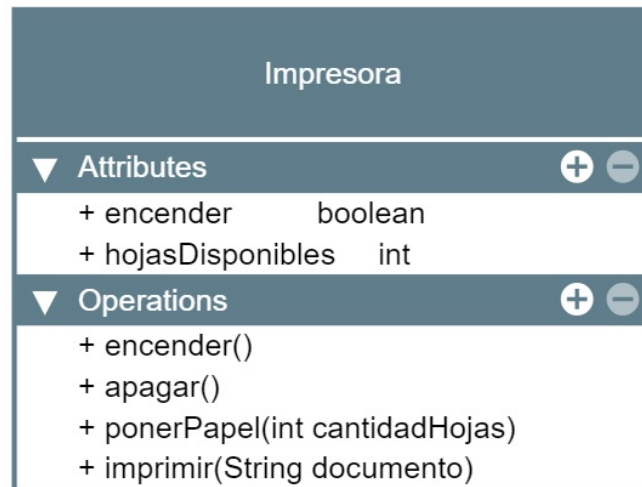 Impresora
Attributes
+ encender boolean
+ hojasDisponibles int
Operations
+ encender()
+ apagar()
+ ponerPapel(int cantidadHojas)
+ imprimir(String documento)